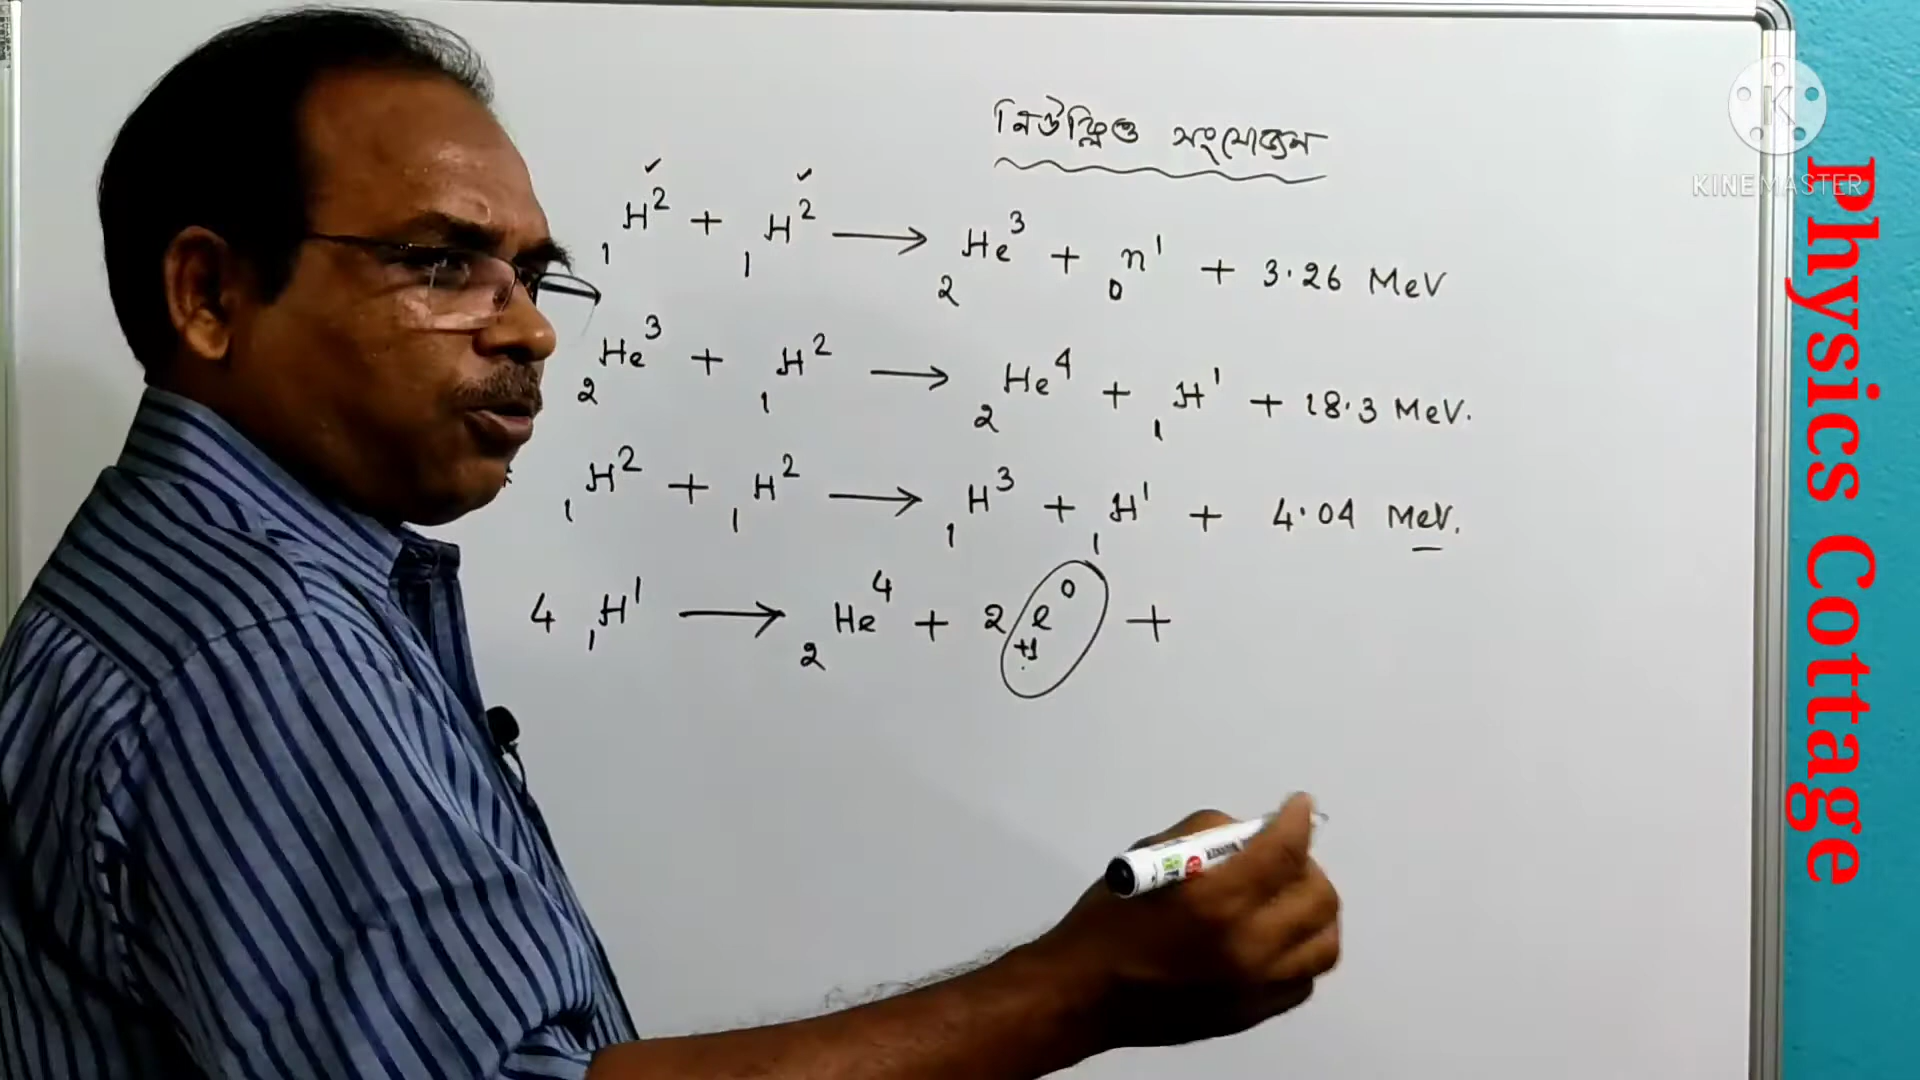 নিউক্লিও সংযোজন
₁H² + ₁H² ⟶ ₂He³ + ₀n¹ + 3.26 MeV
₂He³ + ₁H² ⟶ ₂He⁴ + ₁H¹ + 18.3 MeV.
₁H² + ₁H² ⟶ ₁H³ + ₁H¹ + 4.04 MeV.
4 ₁H¹ ⟶ ₂He⁴ + 2 ₊₁e⁰ +
K
KINEMASTER
Physics Cottage